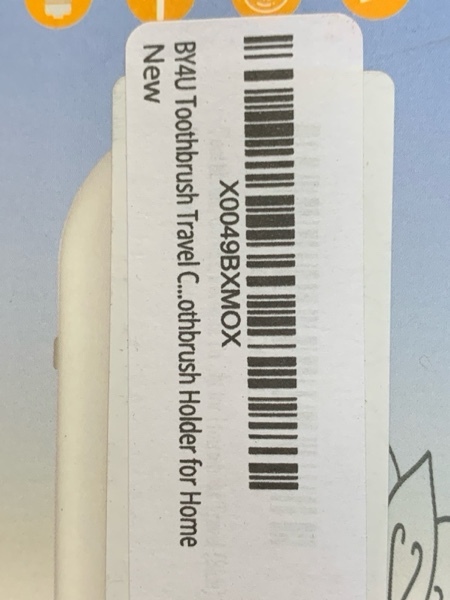 X0049BXMOX
BY4U Toothbrush Travel C...othbrush Holder for Home
New